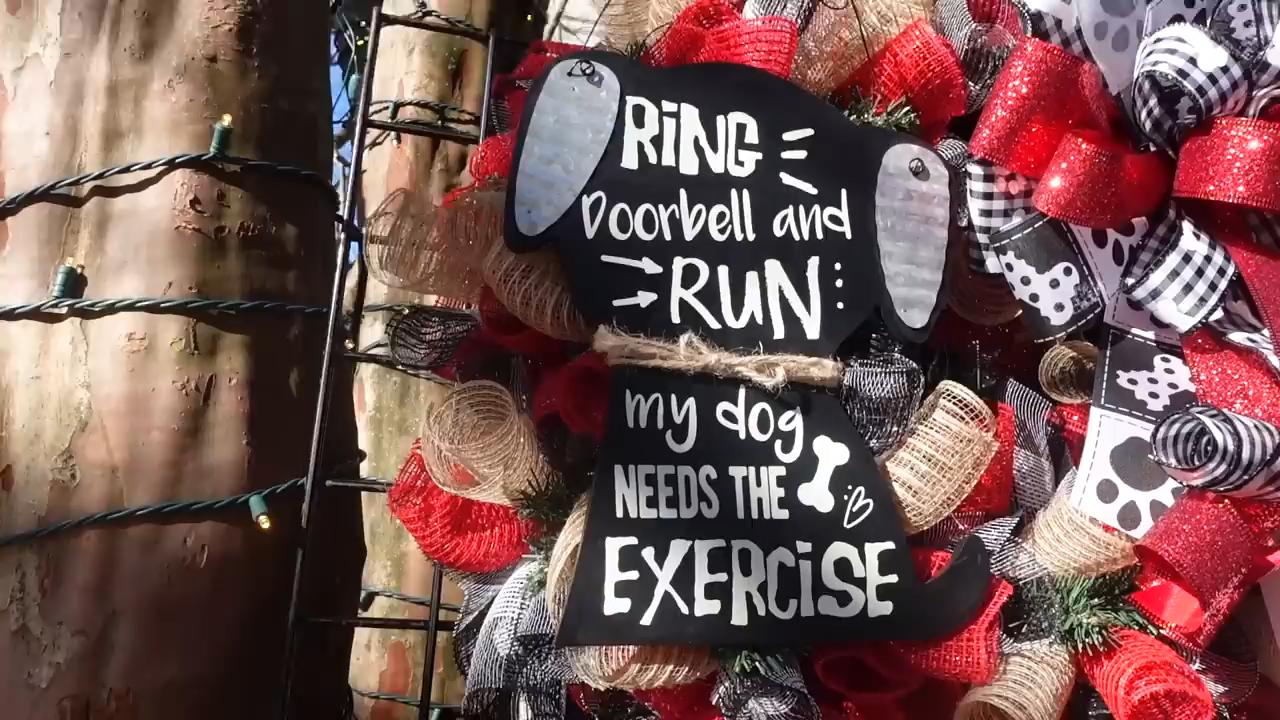 RiNG
Doorbell and
RUN
my dog
NEEDS THE
EXERCiSE